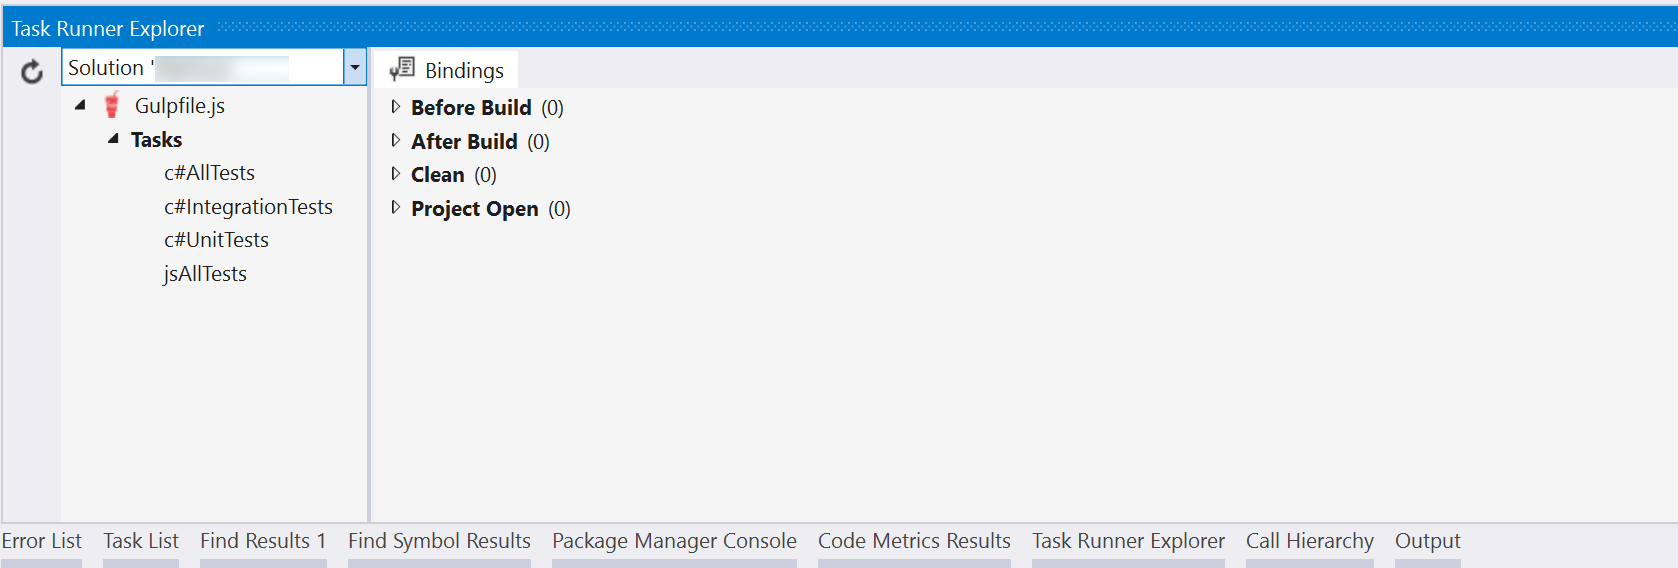 Task Runner Explorer
Solution '
Gulpfile.js
Tasks
c#AllTests
c#IntegrationTests
c#UnitTests
jsAllTests
Bindings
Before Build (0)
After Build (0)
Clean (0)
Project Open (0)
Error List Task List Find Results 1 Find Symbol Results Package Manager Console Code Metrics Results Task Runner Explorer Call Hierarchy Output